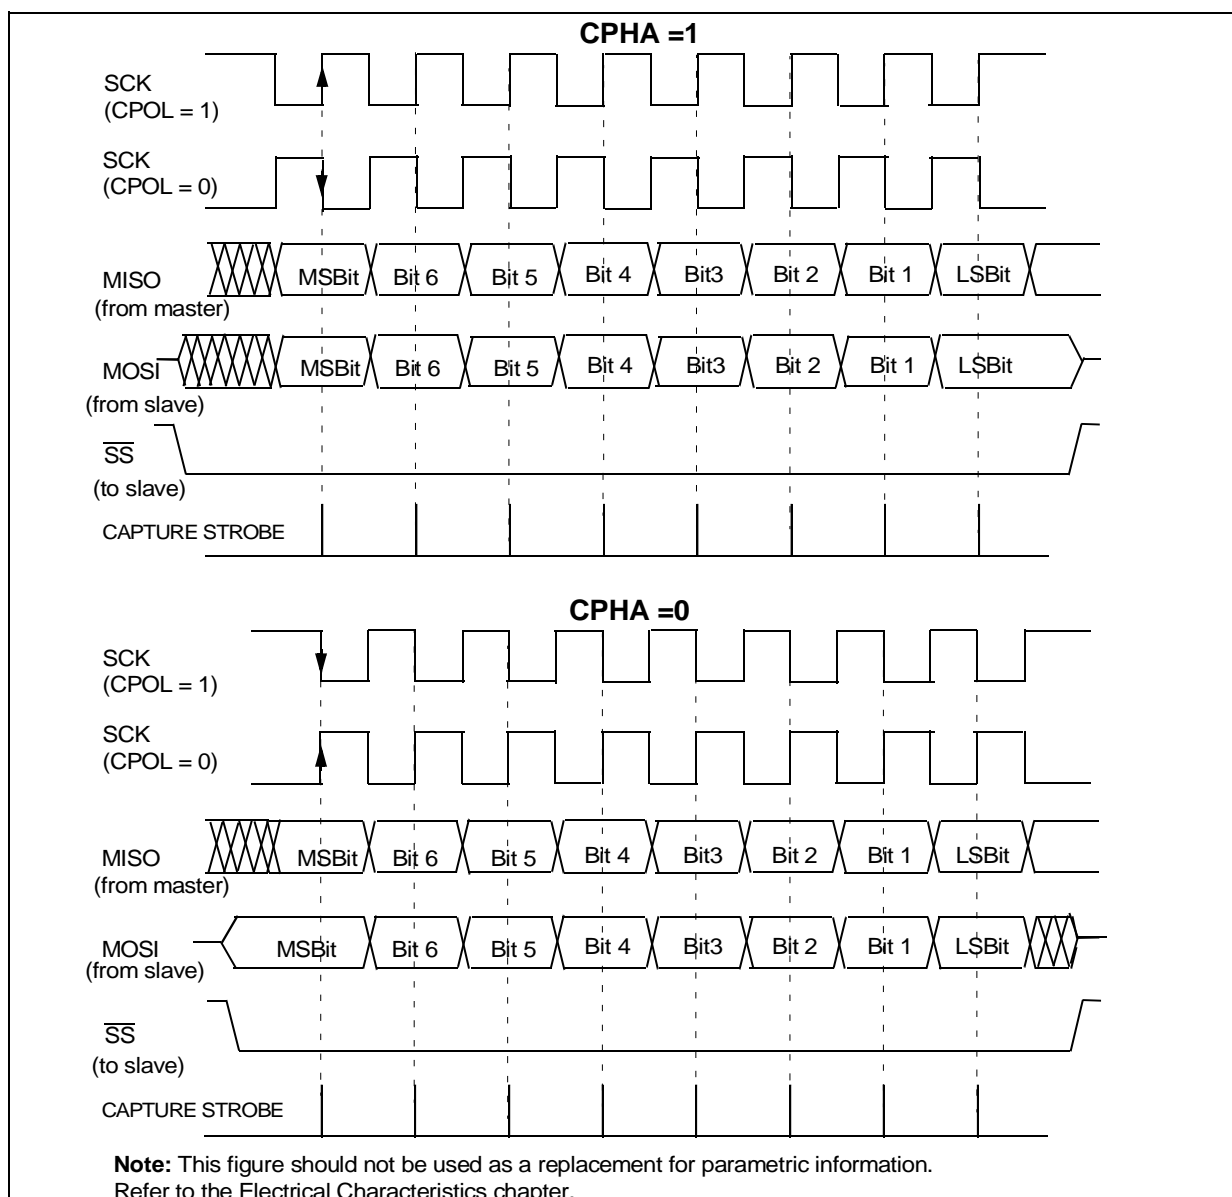 CPHA =1
SCK
(CPOL = 1)
SCK
(CPOL = 0)
MISO
(from master)
MSBit Bit 6 Bit 5 Bit 4 Bit3 Bit 2 Bit 1 LSBit
MOSI
(from slave)
MSBit Bit 6 Bit 5 Bit 4 Bit3 Bit 2 Bit 1 LSBit
SS
(to slave)
CAPTURE STROBE
CPHA =0
SCK
(CPOL = 1)
SCK
(CPOL = 0)
MISO
(from master)
MSBit Bit 6 Bit 5 Bit 4 Bit3 Bit 2 Bit 1 LSBit
MOSI
(from slave)
MSBit Bit 6 Bit 5 Bit 4 Bit3 Bit 2 Bit 1 LSBit
SS
(to slave)
CAPTURE STROBE
Note: This figure should not be used as a replacement for parametric information.
Refer to the Electrical Characteristics chapter.